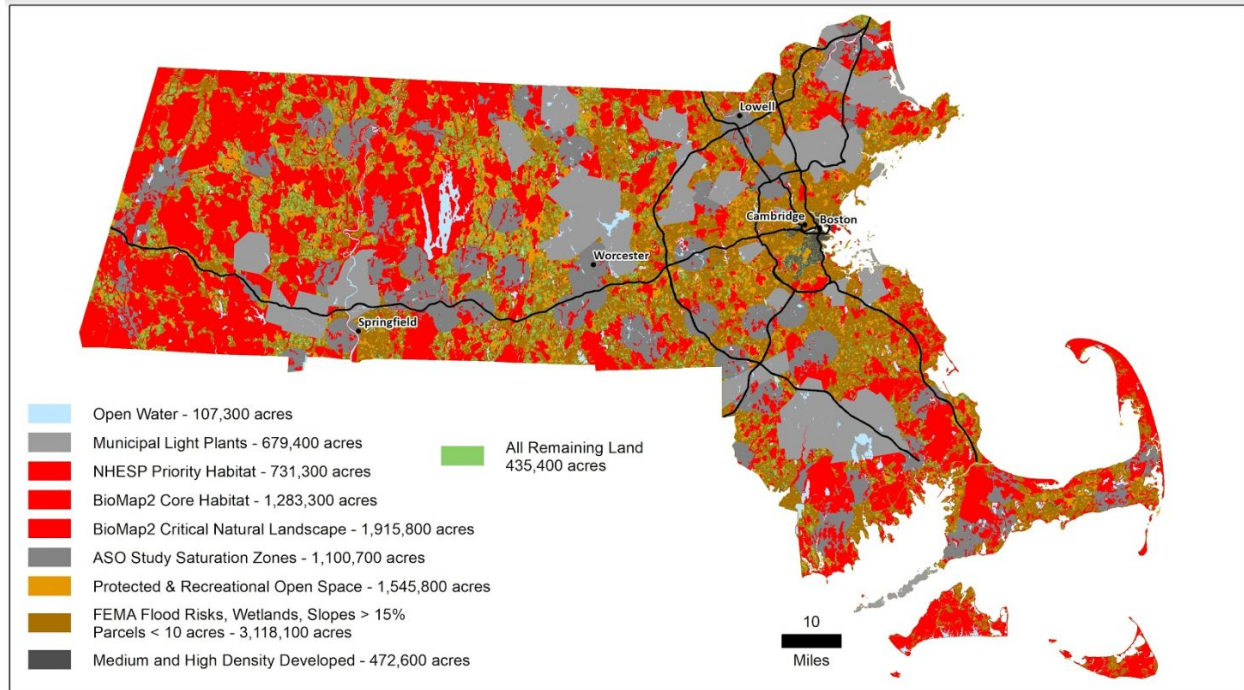 Lowell
Cambridge
Boston
Worcester
Springfield
Open Water - 107,300 acres
Municipal Light Plants - 679,400 acres
NHESP Priority Habitat - 731,300 acres
BioMap2 Core Habitat - 1,283,300 acres
BioMap2 Critical Natural Landscape - 1,915,800 acres
ASO Study Saturation Zones - 1,100,700 acres
Protected & Recreational Open Space - 1,545,800 acres
FEMA Flood Risks, Wetlands, Slopes > 15%
Parcels < 10 acres - 3,118,100 acres
Medium and High Density Developed - 472,600 acres
All Remaining Land
435,400 acres
10
Miles